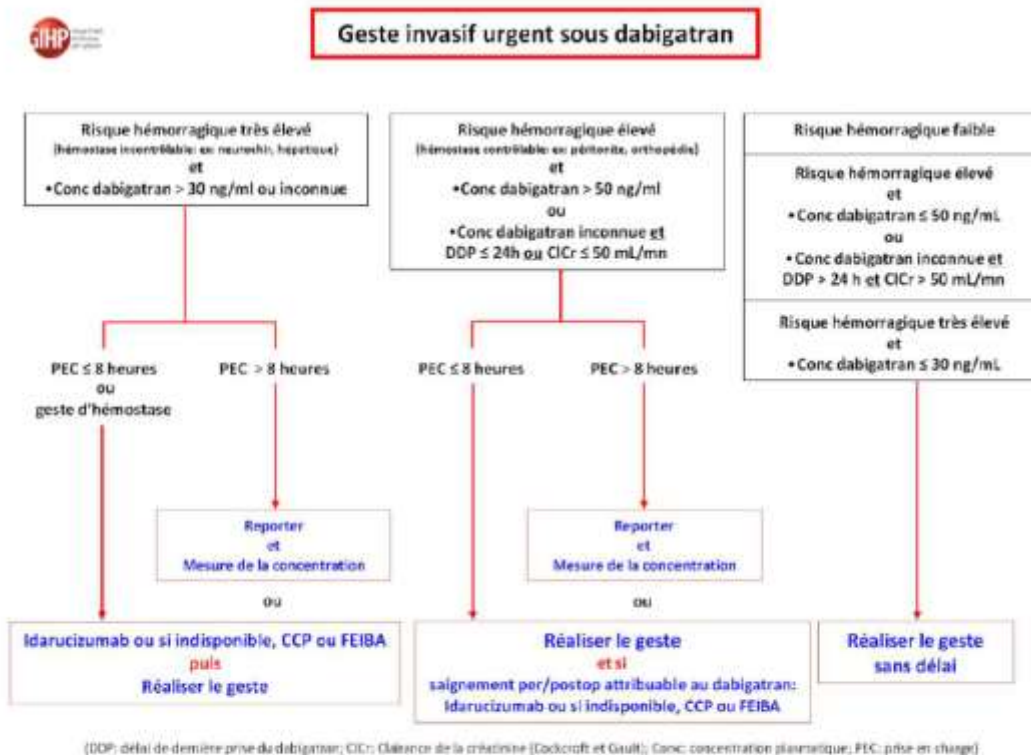 GIHP
Geste invasif urgent sous dabigatran
Risque hémorragique très élevé
(hémostase incontrôlable: ex: neurochir, hépatique)
et
•Conc dabigatran > 30 ng/ml ou inconnue
PEC ≤ 8 heures
ou
geste d'hémostase
PEC > 8 heures
Reporter
et
Mesure de la concentration
ou
Idarucizumab ou si indisponible, CCP ou FEIBA
puis
Réaliser le geste
Risque hémorragique élevé
(hémostase contrôlable: ex: péritonite, orthopédie)
et
•Conc dabigatran > 50 ng/ml
ou
•Conc dabigatran inconnue et
DDP ≤ 24h ou ClCr ≤ 50 mL/mn
PEC ≤ 8 heures
PEC > 8 heures
Reporter
et
Mesure de la concentration
ou
Réaliser le geste
et si
saignement per/postop attribuable au dabigatran:
Idarucizumab ou si indisponible, CCP ou FEIBA
Risque hémorragique faible
Risque hémorragique élevé
et
•Conc dabigatran ≤ 50 ng/mL
ou
•Conc dabigatran inconnue et
DDP > 24 h et ClCr > 50 mL/mn
Risque hémorragique très élevé
et
•Conc dabigatran ≤ 30 ng/mL
Réaliser le geste
sans délai
(DDP: délai de dernière prise du dabigatran; ClCr: Clairance de la créatinine (Cockcroft et Gault); Conc: concentration plasmatique; PEC: prise en charge)